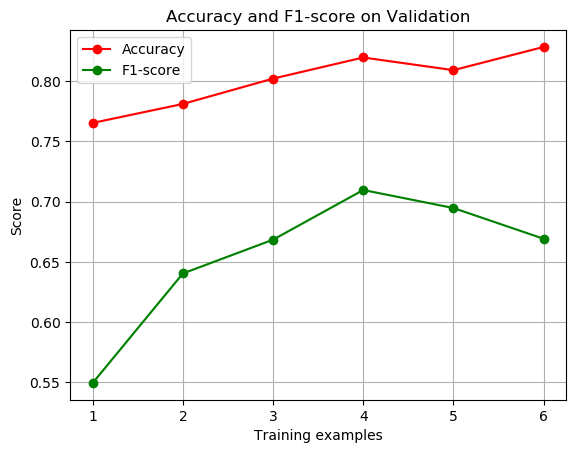 Accuracy and F1-score on Validation
Accuracy
F1-score
0.80
0.75
0.70
0.65
0.60
0.55
Score
1 2 3 4 5 6
Training examples